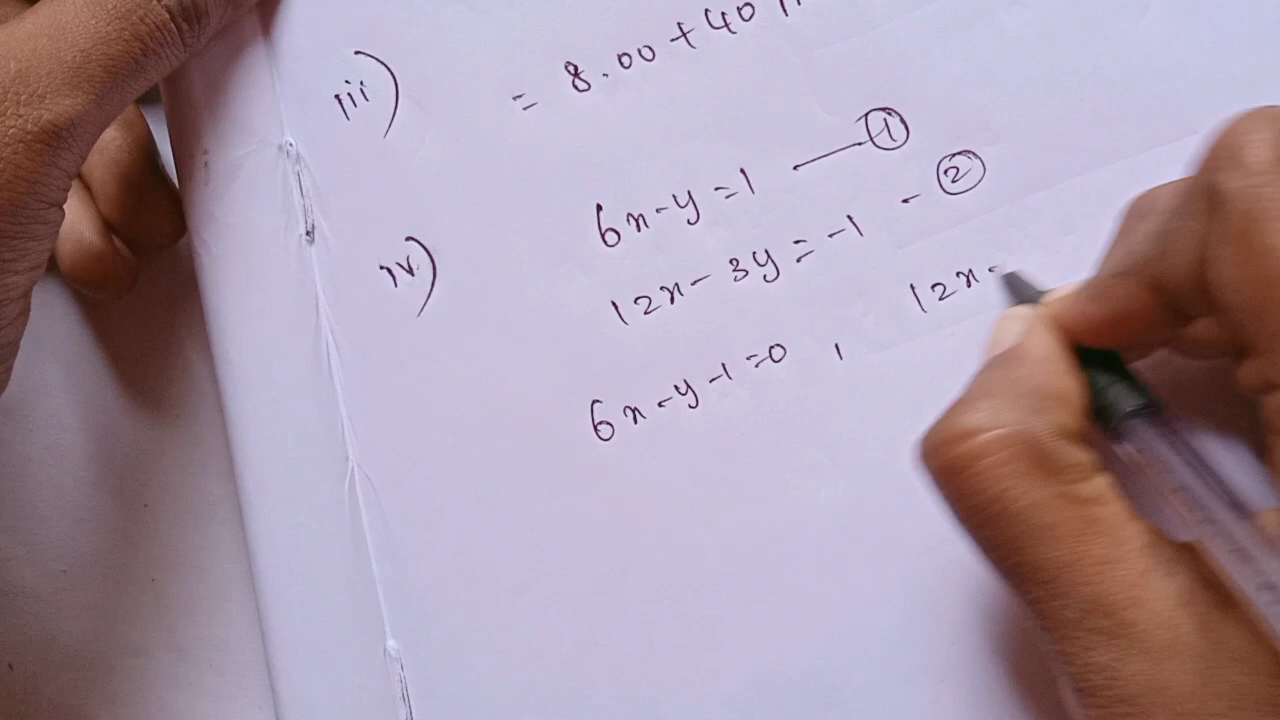 iii) = 8.00 + 40
6x - y = 1 — ①
iv) 12x - 3y = -1 - ②
6x - y - 1 = 0 , 12x -